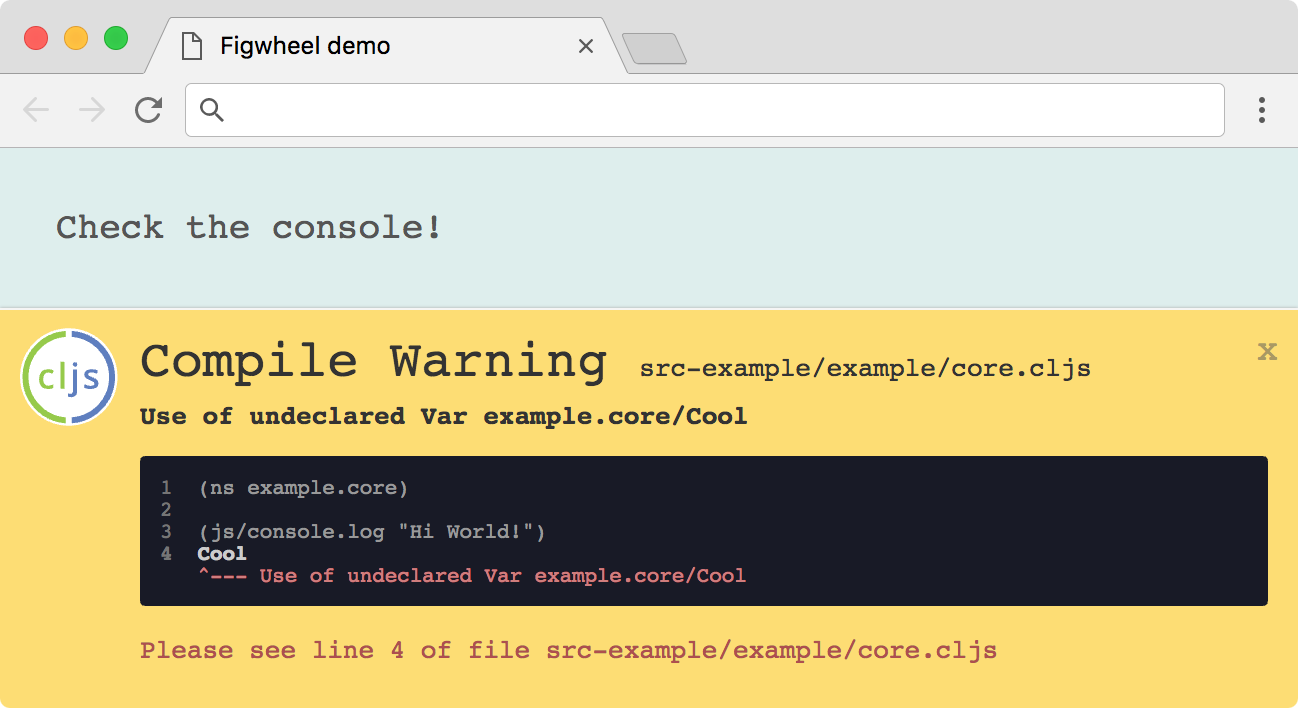 Figwheel demo
Check the console!
cljs
Compile Warning src-example/example/core.cljs
x
Use of undeclared Var example.core/Cool
1 (ns example.core)
2
3 (js/console.log "Hi World!")
4 Cool
^--- Use of undeclared Var example.core/Cool
Please see line 4 of file src-example/example/core.cljs